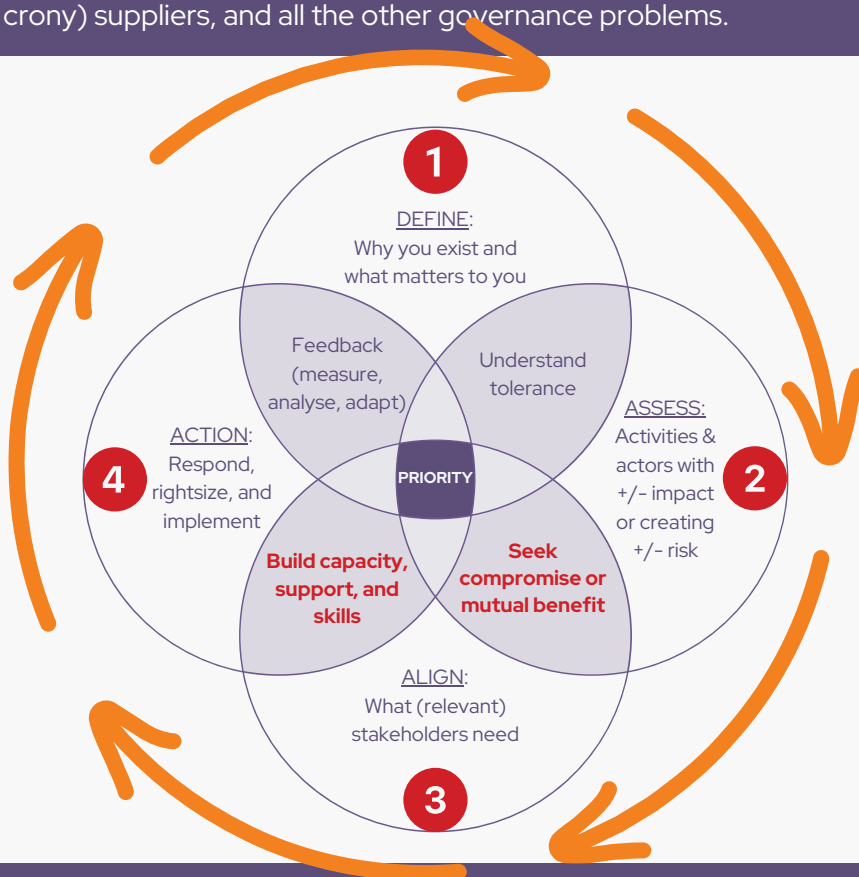 crony) suppliers, and all the other governance problems.
1
DEFINE:
Why you exist and
what matters to you
Feedback
(measure,
analyse, adapt)
Understand
tolerance
ASSESS:
Activities &
actors with
+/- impact
or creating
+/- risk
2
ACTION:
Respond,
rightsize, and
implement
4
PRIORITY
Build capacity,
support, and
skills
Seek
compromise or
mutual benefit
ALIGN:
What (relevant)
stakeholders need
3